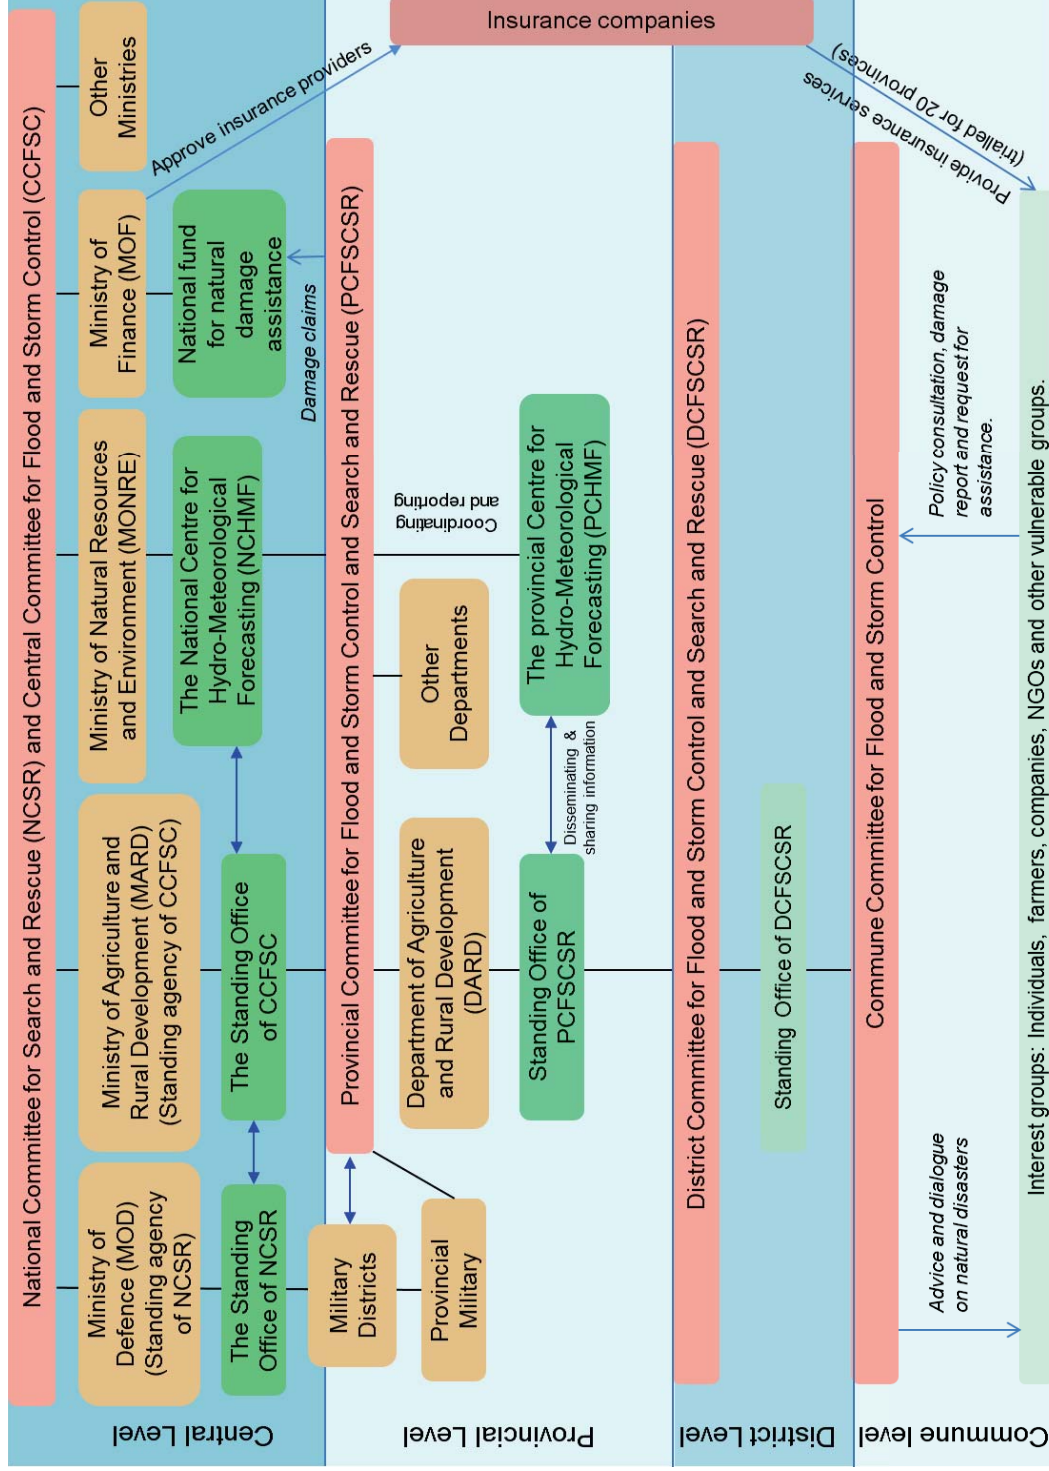 National Committee for Search and Rescue (NCSR) and Central Committee for Flood and Storm Control (CCFSC)
Central Level
Ministry of
Defence (MOD)
(Standing agency
of NCSR)
Ministry of Agriculture and
Rural Development (MARD)
(Standing agency of CCFSC)
Ministry of Natural Resources
and Environment (MONRE)
Ministry of
Finance (MOF)
Other
Ministries
The Standing
Office of NCSR
The Standing Office
of CCFSC
The National Centre for
Hydro-Meteorological
Forecasting (NCHMF)
National fund
for natural
damage
assistance
Approve insurance providers
Damage claims
Provincial Level
Military
Districts
Provincial Committee for Flood and Storm Control and Search and Rescue (PCFSCSR)
Provincial
Military
Department of Agriculture
and Rural Development
(DARD)
Other
Departments
Coordinating
and reporting
Insurance companies
Standing Office of
PCFSCSR
Disseminating &
sharing information
The provincial Centre for
Hydro-Meteorological
Forecasting (PCHMF)
District Level
District Committee for Flood and Storm Control and Search and Rescue (DCFSCSR)
Standing Office of DCFSCSR
Provide insurance services
(trialled for 20 provinces)
Commune level
Commune Committee for Flood and Storm Control
Advice and dialogue
on natural disasters
Policy consultation, damage
report and request for
assistance.
Interest groups: Individuals, farmers, companies, NGOs and other vulnerable groups.